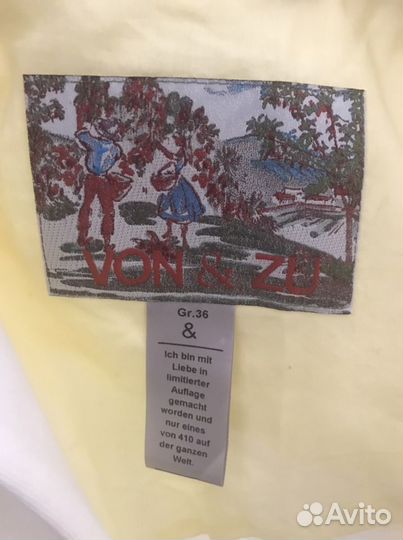 VON & ZU
Gr.36
&
Ich bin mit
Liebe in
limitierter
Auflage
gemacht
worden und
nur eines
von 410 auf
der ganzen
Welt.
Avito